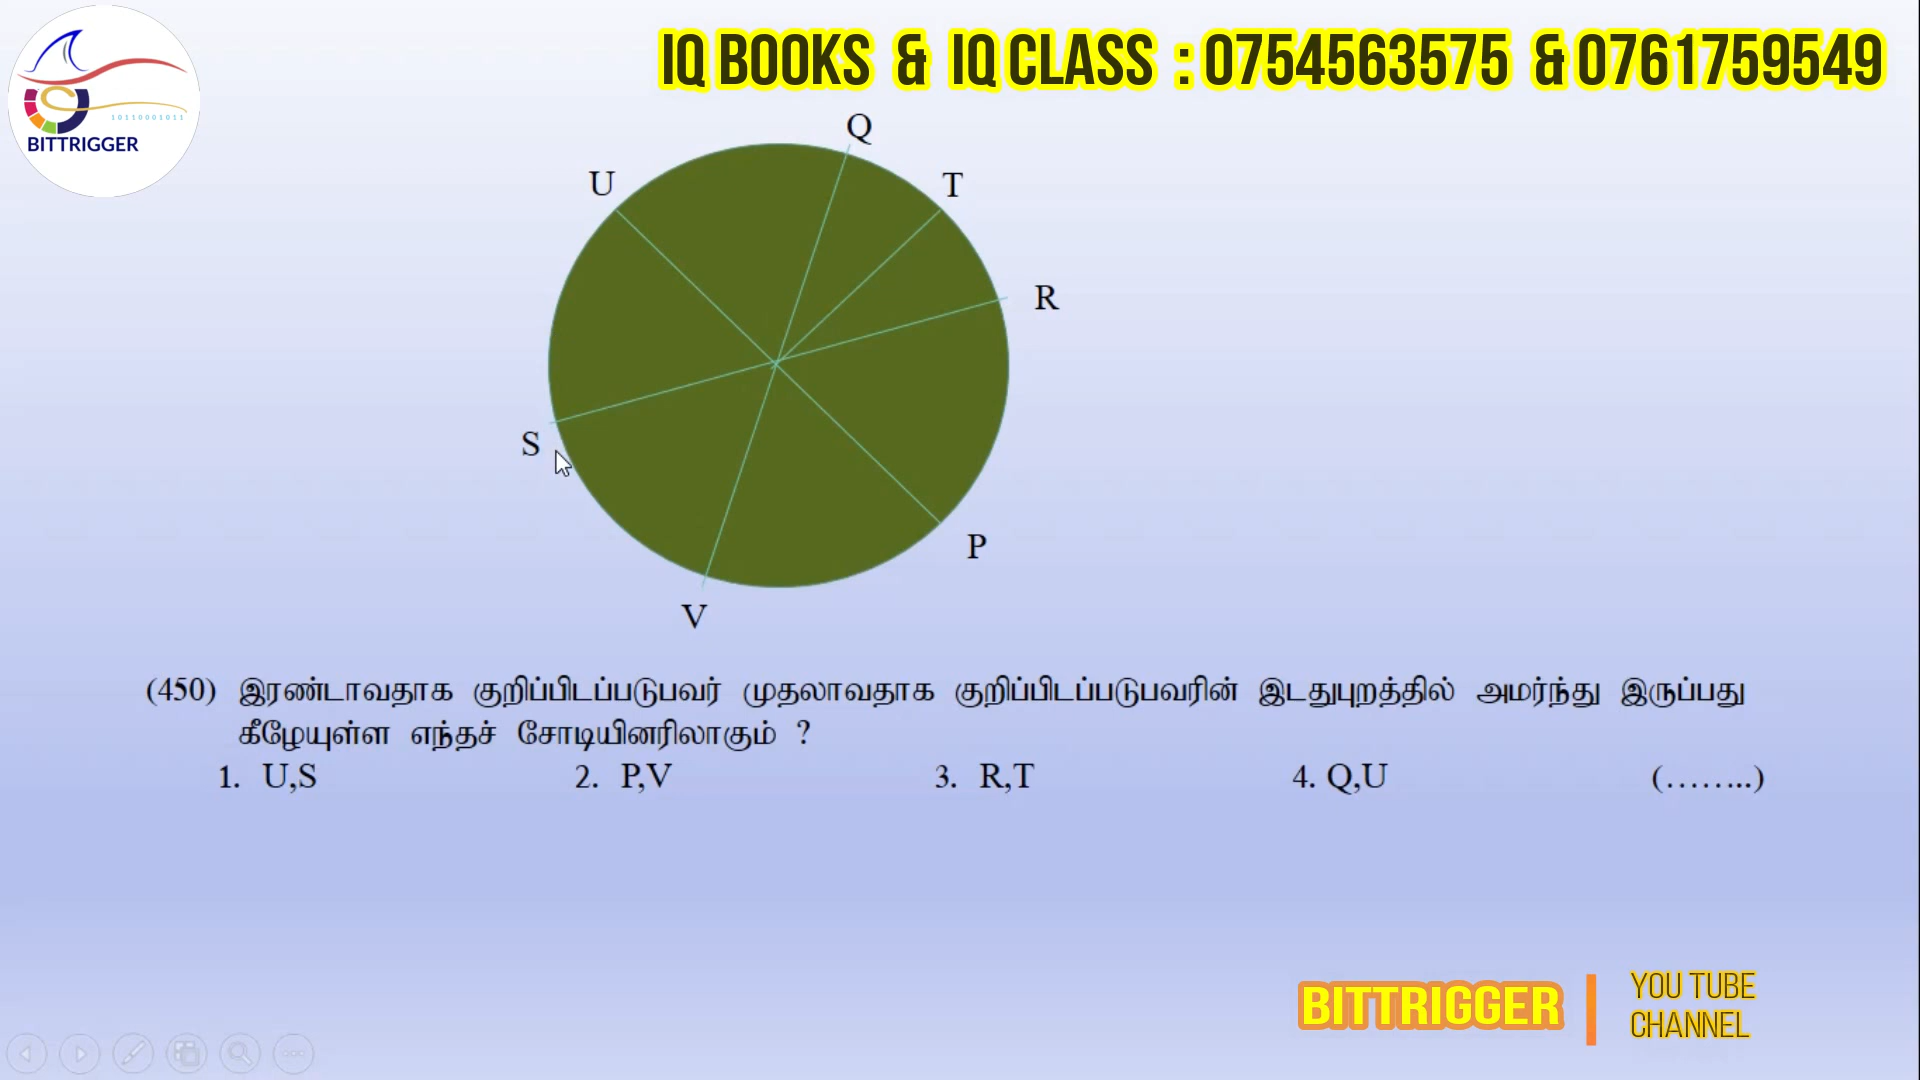 IQ BOOKS & IQ CLASS : 0754563575 & 0761759549
10110001011
BITTRIGGER
Q
U
T
R
S
P
V
(450) இரண்டாவதாக குறிப்பிடப்படுபவர் முதலாவதாக குறிப்பிடப்படுபவரின் இடதுபுறத்தில் அமர்ந்து இருப்பது
கீழேயுள்ள எந்தச் சோடியினரிலாகும் ?
1. U,S 2. P,V 3. R,T 4. Q,U (……..)
BITTRIGGER
YOU TUBE
CHANNEL